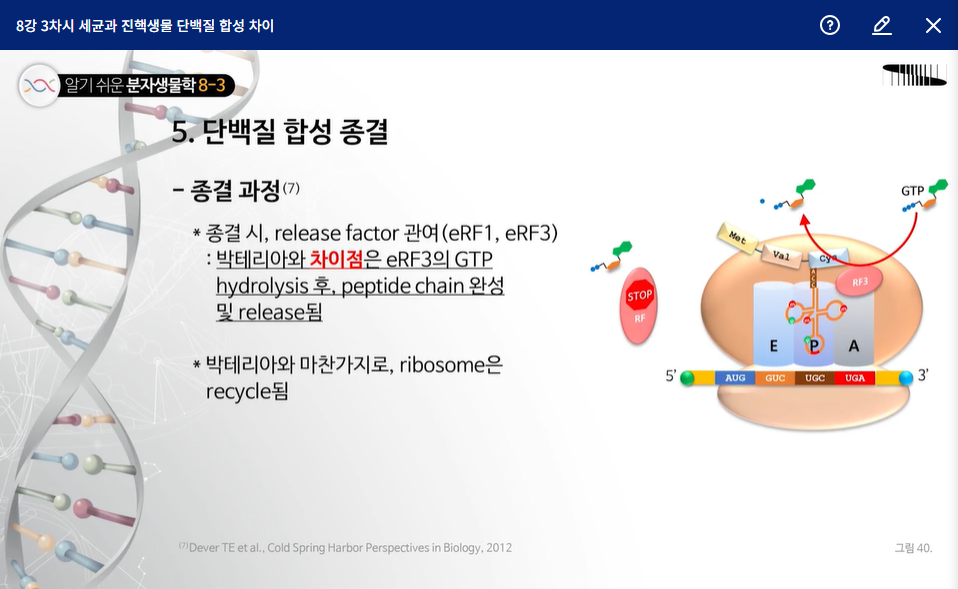 8강 3차시 세균과 진핵생물 단백질 합성 차이
알기 쉬운 분자생물학 8-3
5. 단백질 합성 종결
- 종결 과정(7)
* 종결 시, release factor 관여(eRF1, eRF3)
: 박테리아와 차이점은 eRF3의 GTP
hydrolysis 후, peptide chain 완성
및 release됨
* 박테리아와 마찬가지로, ribosome은
recycle됨
GTP
Met
Val
Cys
RF3
STOP
RF
E P A
5’ AUG GUC UGC UGA 3’
(7)Dever TE et al., Cold Spring Harbor Perspectives in Biology, 2012
그림 40.